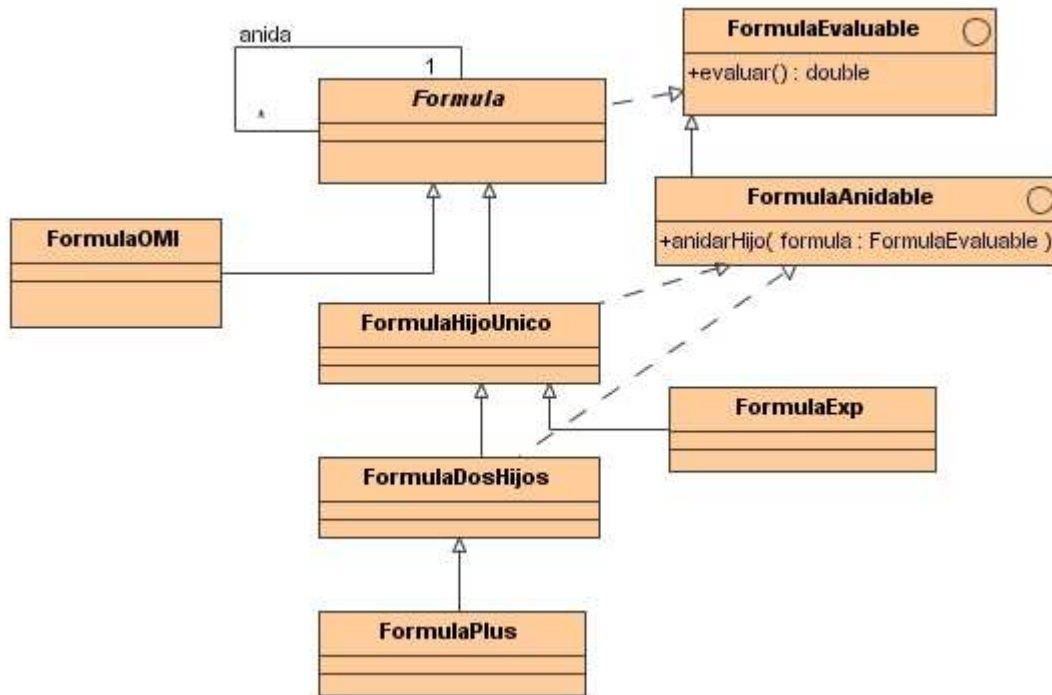 anida
1
*
Formula
FormulaEvaluable
+evaluar() : double
FormulaAnidable
+anidarHijo( formula : FormulaEvaluable )
FormulaOMI
FormulaHijoUnico
FormulaExp
FormulaDosHijos
FormulaPlus